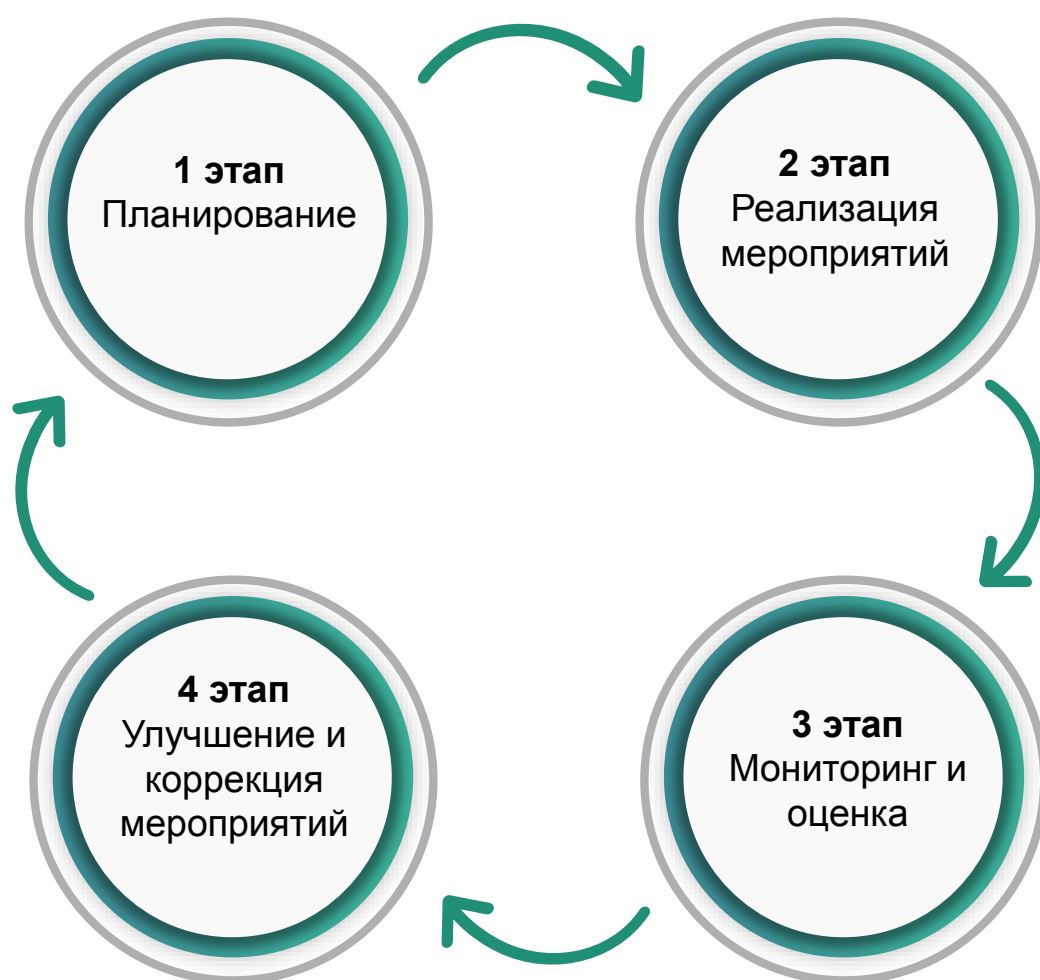 1 этап
Планирование
2 этап
Реализация
мероприятий
3 этап
Мониторинг и
оценка
4 этап
Улучшение и
коррекция
мероприятий